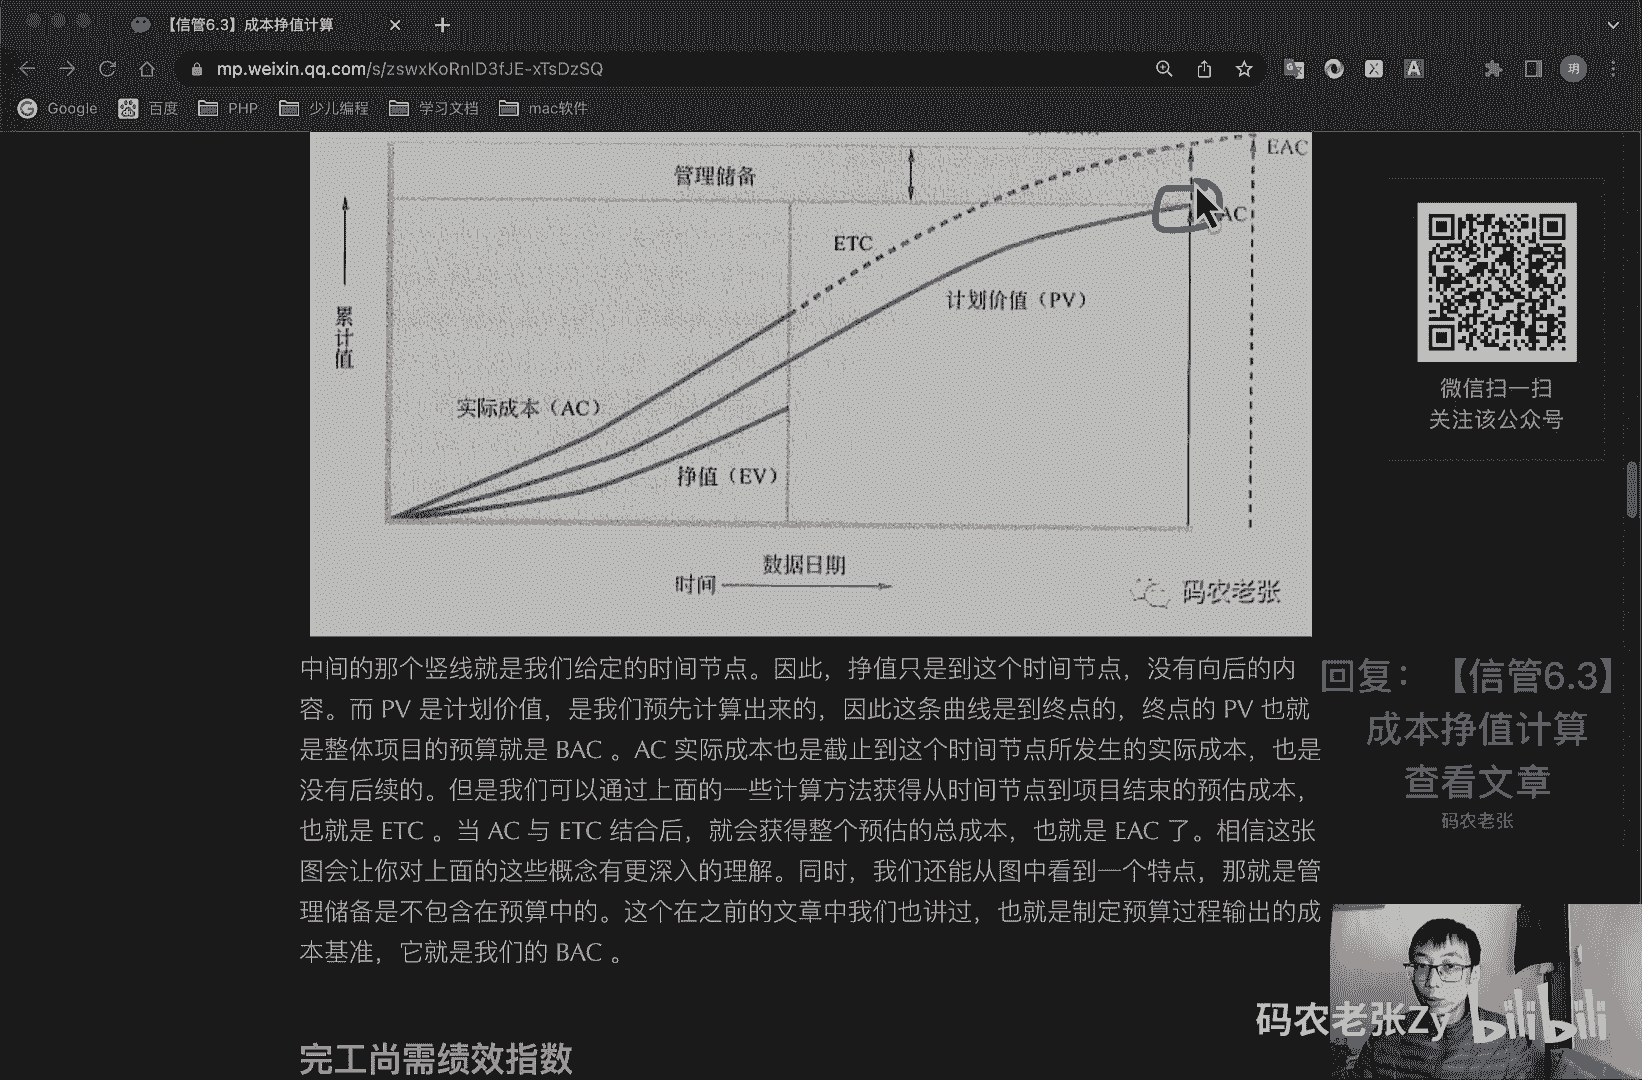 【信管6.3】成本挣值计算
mp.weixin.qq.com/s/zswxKoRnID3fJE-xTsDzSQ
玥
Google
百度
PHP
少儿编程
学习文档
mac软件
EAC
管理储备
AC
ETC
计划价值（PV）
累计值
实际成本（AC）
挣值（EV）
数据日期
时间
码农老张
微信扫一扫
关注该公众号
中间的那个竖线就是我们给定的时间节点。因此，挣值只是到这个时间节点，没有向后的内
容。而 PV 是计划价值，是我们预先计算出来的，因此这条曲线是到终点的，终点的 PV 也就
是整体项目的预算就是 BAC 。AC 实际成本也是截止到这个时间节点所发生的实际成本，也是
没有后续的。但是我们可以通过上面的一些计算方法获得从时间节点到项目结束的预估成本，
也就是 ETC 。当 AC 与 ETC 结合后，就会获得整个预估的总成本，也就是 EAC 了。相信这张
图会让你对上面的这些概念有更深入的理解。同时，我们还能从图中看到一个特点，那就是管
理储备是不包含在预算中的。这个在之前的文章中我们也讲过，也就是制定预算过程输出的成
本基准，它就是我们的 BAC 。
回复：【信管6.3】
成本挣值计算
查看文章
码农老张
完工尚需绩效指数
码农老张Zy bilibili